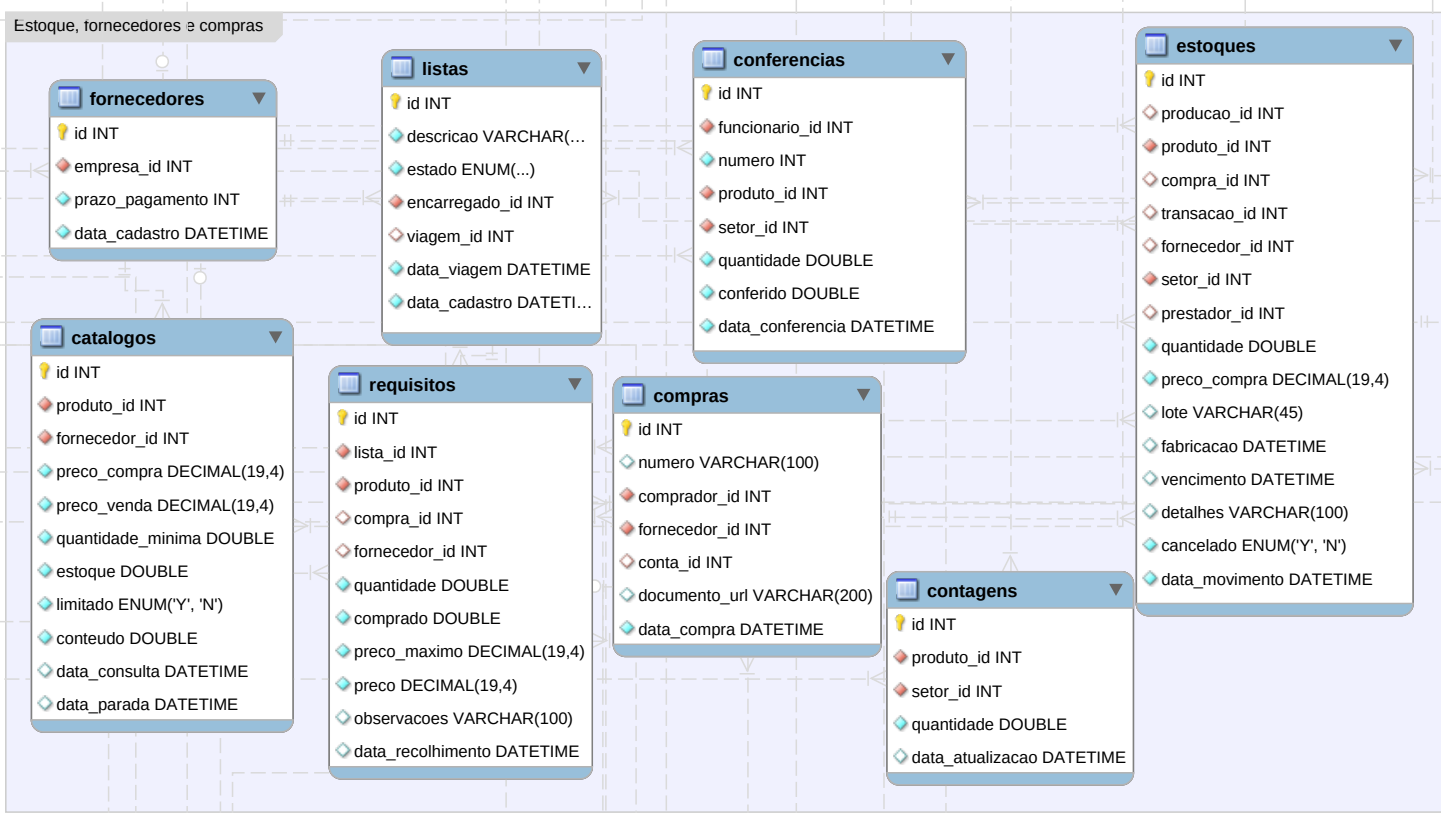 Estoque, fornecedores e compras
fornecedores
id INT
empresa_id INT
prazo_pagamento INT
data_cadastro DATETIME
listas
id INT
descricao VARCHAR(…
estado ENUM(...)
encarregado_id INT
viagem_id INT
data_viagem DATETIME
data_cadastro DATETI…
conferencias
id INT
funcionario_id INT
numero INT
produto_id INT
setor_id INT
quantidade DOUBLE
conferido DOUBLE
data_conferencia DATETIME
estoques
id INT
producao_id INT
produto_id INT
compra_id INT
transacao_id INT
fornecedor_id INT
setor_id INT
prestador_id INT
quantidade DOUBLE
preco_compra DECIMAL(19,4)
lote VARCHAR(45)
fabricacao DATETIME
vencimento DATETIME
detalhes VARCHAR(100)
cancelado ENUM('Y', 'N')
data_movimento DATETIME
catalogos
id INT
produto_id INT
fornecedor_id INT
preco_compra DECIMAL(19,4)
preco_venda DECIMAL(19,4)
quantidade_minima DOUBLE
estoque DOUBLE
limitado ENUM('Y', 'N')
conteudo DOUBLE
data_consulta DATETIME
data_parada DATETIME
requisitos
id INT
lista_id INT
produto_id INT
compra_id INT
fornecedor_id INT
quantidade DOUBLE
comprado DOUBLE
preco_maximo DECIMAL(19,4)
preco DECIMAL(19,4)
observacoes VARCHAR(100)
data_recolhimento DATETIME
compras
id INT
numero VARCHAR(100)
comprador_id INT
fornecedor_id INT
conta_id INT
documento_url VARCHAR(200)
data_compra DATETIME
contagens
id INT
produto_id INT
setor_id INT
quantidade DOUBLE
data_atualizacao DATETIME